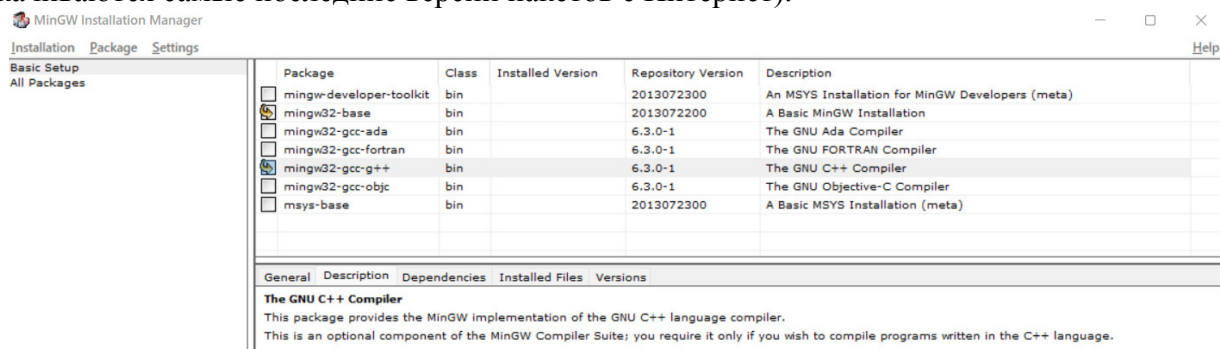 самые последние версии пакетов с Интернет).
MinGW Installation Manager
Installation Package Settings Help
Basic Setup
All Packages
Package Class Installed Version Repository Version Description
mingw-developer-toolkit bin 2013072300 An MSYS Installation for MinGW Developers (meta)
mingw32-base bin 2013072200 A Basic MinGW Installation
mingw32-gcc-ada bin 6.3.0-1 The GNU Ada Compiler
mingw32-gcc-fortran bin 6.3.0-1 The GNU FORTRAN Compiler
mingw32-gcc-g++ bin 6.3.0-1 The GNU C++ Compiler
mingw32-gcc-objc bin 6.3.0-1 The GNU Objective-C Compiler
msys-base bin 2013072300 A Basic MSYS Installation (meta)
General Description Dependencies Installed Files Versions
The GNU C++ Compiler
This package provides the MinGW implementation of the GNU C++ language compiler.
This is an optional component of the MinGW Compiler Suite; you require it only if you wish to compile programs written in the C++ language.